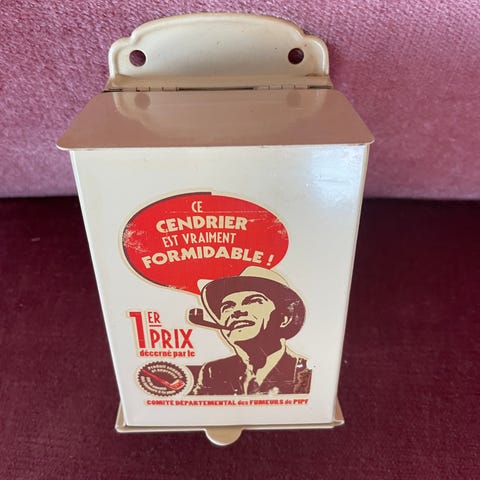 CE
CENDRIER
EST VRAIMENT
FORMIDABLE !
1ER
PRIX
décerné par le
COMITÉ DÉPARTEMENTAL des FUMEURS de PIPE